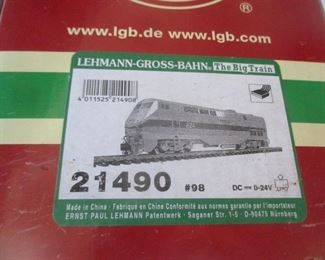 ®
www.lgb.de www.lgb.com
LEHMANN-GROSS-BAHN® The Big Train
4 011525 214908
21490 #98 DC 0-24V
Made in China · Fabriqué en Chine Conformité aux normes garantie par l'importateur
ERNST PAUL LEHMANN Patentwerk · Saganer Str. 1-5 · D-90475 Nürnberg